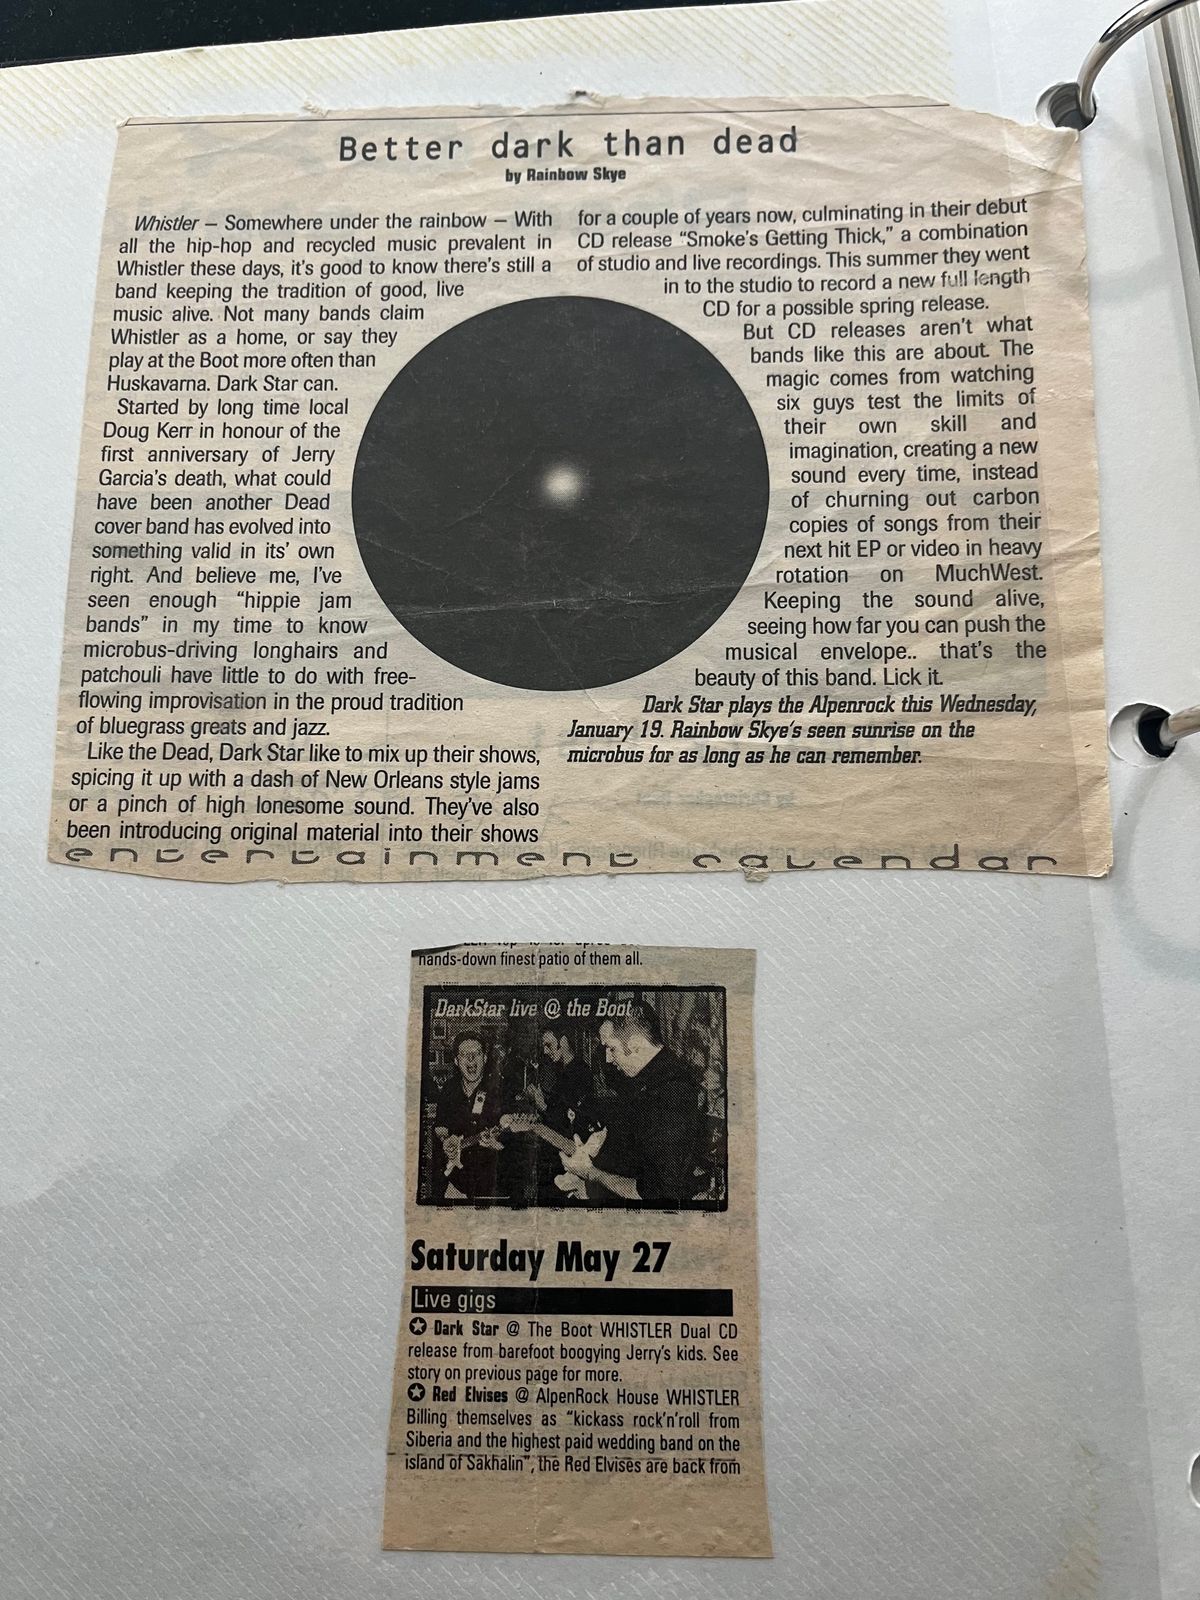 Better dark than dead
by Rainbow Skye
Whistler – Somewhere under the rainbow – With
all the hip-hop and recycled music prevalent in
Whistler these days, it's good to know there's still a
band keeping the tradition of good, live
music alive. Not many bands claim
Whistler as a home, or say they
play at the Boot more often than
Huskavarna. Dark Star can.
Started by long time local
Doug Kerr in honour of the
first anniversary of Jerry
Garcia's death, what could
have been another Dead
cover band has evolved into
something valid in its' own
right. And believe me, I've
seen enough "hippie jam
bands" in my time to know
microbus-driving longhairs and
patchouli have little to do with free-
flowing improvisation in the proud tradition
of bluegrass greats and jazz.
Like the Dead, Dark Star like to mix up their shows,
spicing it up with a dash of New Orleans style jams
or a pinch of high lonesome sound. They've also
been introducing original material into their shows
for a couple of years now, culminating in their debut
CD release "Smoke's Getting Thick," a combination
of studio and live recordings. This summer they went
in to the studio to record a new full length
CD for a possible spring release.
But CD releases aren't what
bands like this are about. The
magic comes from watching
six guys test the limits of
their own skill and
imagination, creating a new
sound every time, instead
of churning out carbon
copies of songs from their
next hit EP or video in heavy
rotation on MuchWest.
Keeping the sound alive,
seeing how far you can push the
musical envelope.. that's the
beauty of this band. Lick it.
Dark Star plays the Alpenrock this Wednesday,
January 19. Rainbow Skye's seen sunrise on the
microbus for as long as he can remember.
entertainment calendar
hands-down finest patio of them all.
DarkStar live @ the Boot
Saturday May 27
Live gigs
Dark Star @ The Boot WHISTLER Dual CD
release from barefoot boogying Jerry's kids. See
story on previous page for more.
Red Elvises @ AlpenRock House WHISTLER
Billing themselves as "kickass rock'n'roll from
Siberia and the highest paid wedding band on the
island of Sakhalin", the Red Elvises are back from